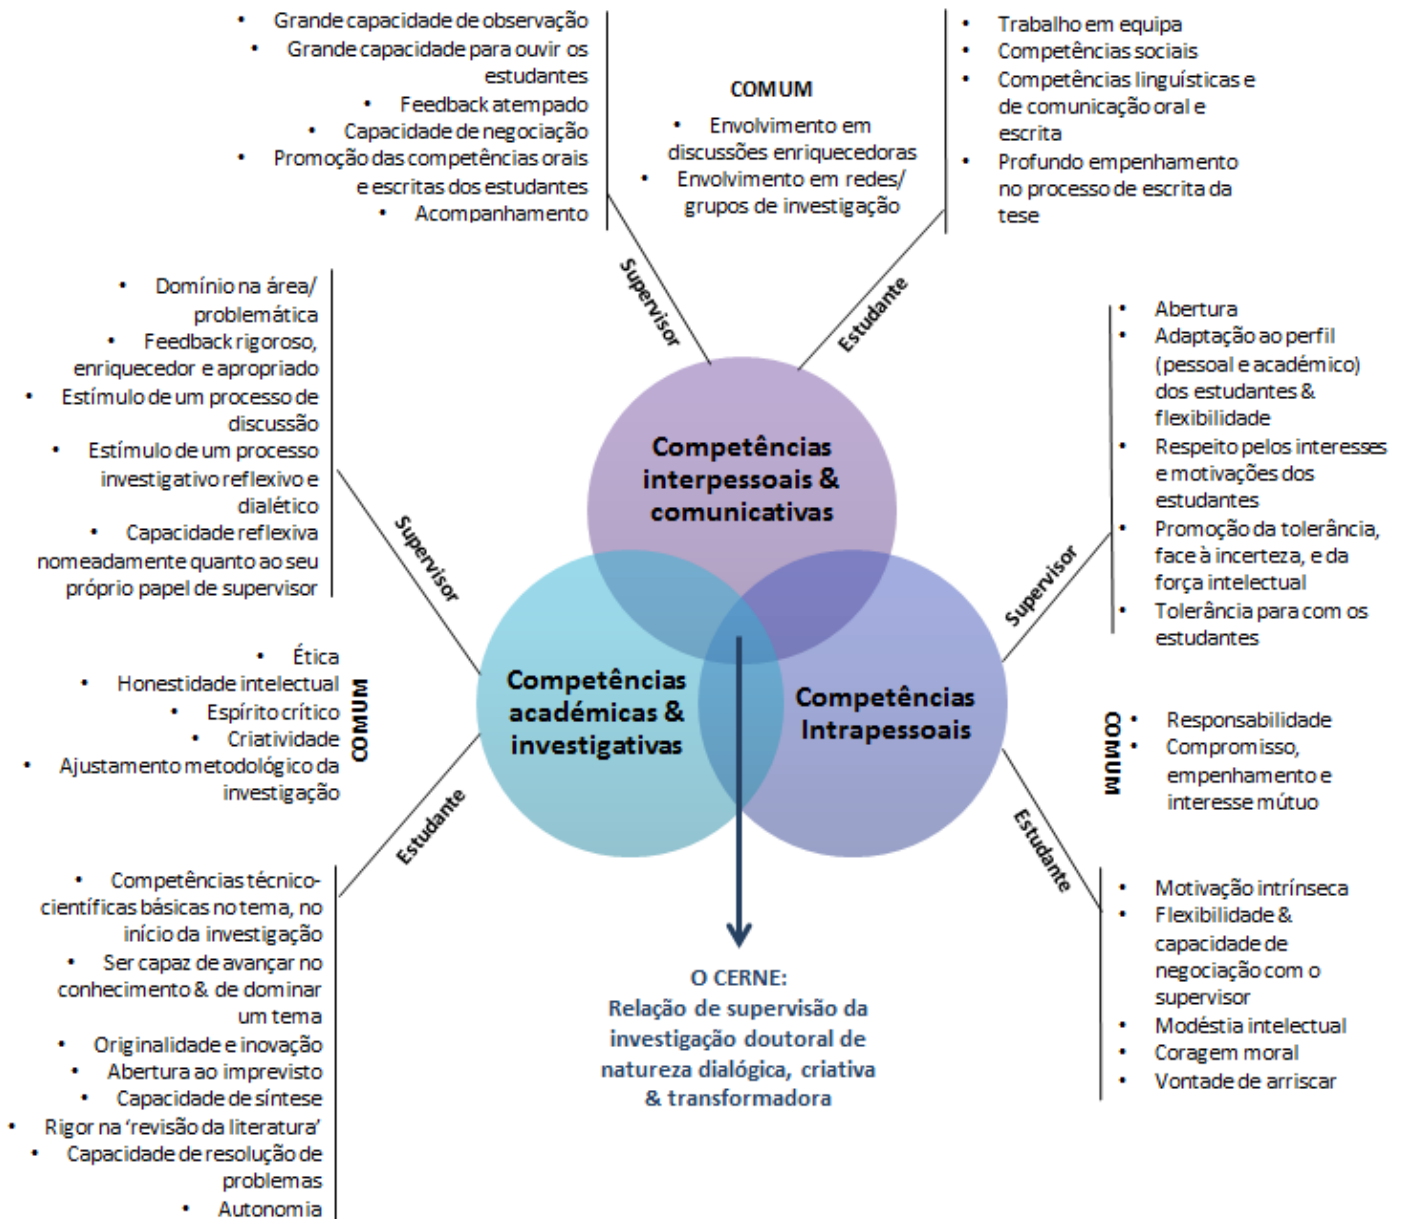 • Grande capacidade de observação
• Grande capacidade para ouvir os
estudantes
• Feedback atempado
• Capacidade de negociação
• Promoção das competências orais
e escritas dos estudantes
• Acompanhamento
COMUM
• Envolvimento em
discussões enriquecedoras
• Envolvimento em redes/
grupos de investigação
• Trabalho em equipa
• Competências sociais
• Competências linguísticas e
de comunicação oral e
escrita
• Profundo empenhamento
no processo de escrita da
tese
Supervisor
Estudante
• Domínio na área/
problemática
• Feedback rigoroso,
enriquecedor e apropriado
• Estímulo de um processo de
discussão
• Estímulo de um processo
investigativo reflexivo e
dialético
• Capacidade reflexiva
nomeadamente quanto ao seu
próprio papel de supervisor
Supervisor
Competências
interpessoais &
comunicativas
• Abertura
• Adaptação ao perfil
(pessoal e académico)
dos estudantes &
flexibilidade
• Respeito pelos interesses
e motivações dos
estudantes
• Promoção da tolerância,
face à incerteza, e da
força intelectual
• Tolerância para com os
estudantes
Supervisor
• Ética
• Honestidade intelectual
• Espírito crítico
• Criatividade
• Ajustamento metodológico da
investigação
COMUM
Competências
académicas &
investigativas
Competências
Intrapessoais
COMUM
• Responsabilidade
• Compromisso,
empenhamento e
interesse mútuo
Estudante
Estudante
• Competências técnico-
científicas básicas no tema, no
início da investigação
• Ser capaz de avançar no
conhecimento & de dominar
um tema
• Originalidade e inovação
• Abertura ao imprevisto
• Capacidade de síntese
• Rigor na ‘revisão da literatura’
• Capacidade de resolução de
problemas
• Autonomia
O CERNE:
Relação de supervisão da
investigação doutoral de
natureza dialógica, criativa
& transformadora
• Motivação intrínseca
• Flexibilidade &
capacidade de
negociação com o
supervisor
• Modéstia intelectual
• Coragem moral
• Vontade de arriscar